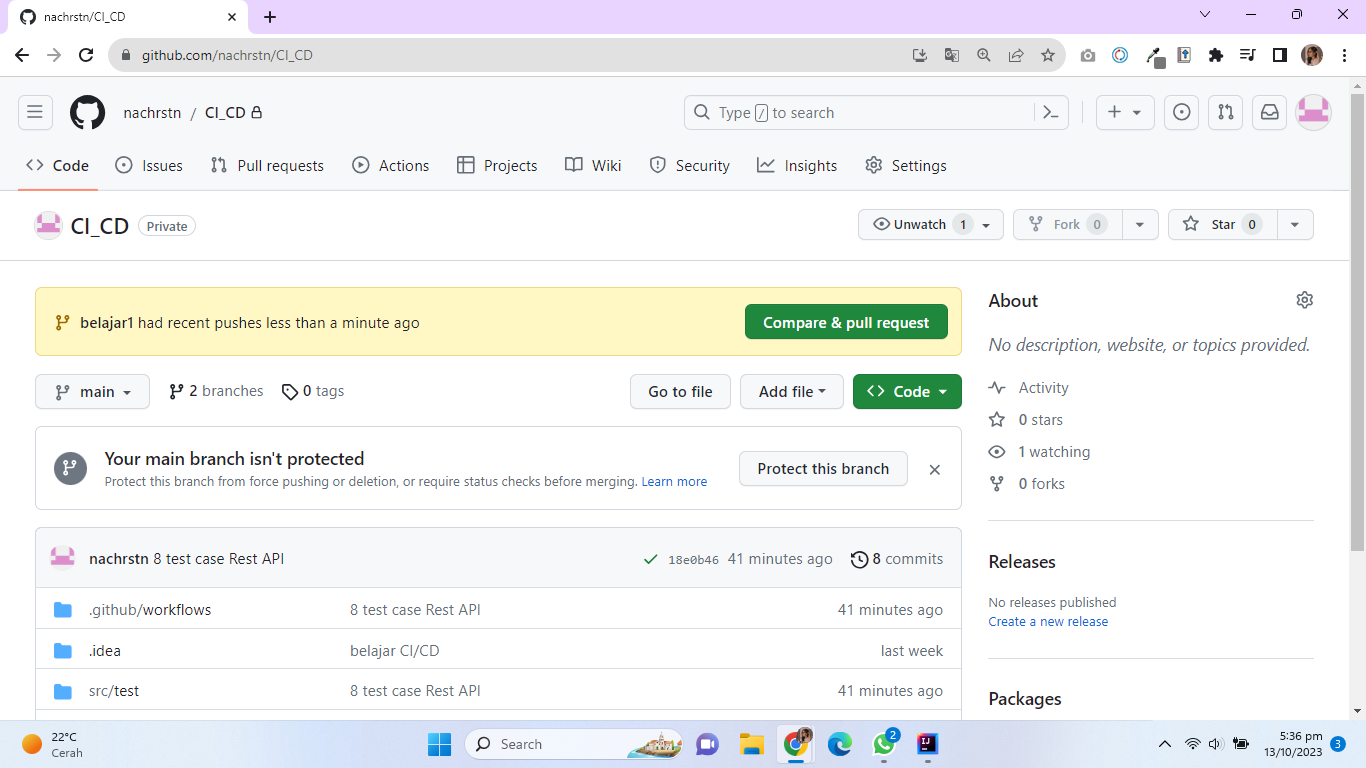 nachrstn/CI_CD
github.com/nachrstn/CI_CD
nachrstn / CI_CD
Type / to search
Code
Issues
Pull requests
Actions
Projects
Wiki
Security
Insights
Settings
CI_CD Private
Unwatch 1
Fork 0
Star 0
belajar1 had recent pushes less than a minute ago
Compare & pull request
main
2 branches
0 tags
Go to file
Add file
Code
Your main branch isn't protected
Protect this branch from force pushing or deletion, or require status checks before merging. Learn more
Protect this branch
nachrstn 8 test case Rest API
18e0b46 41 minutes ago
8 commits
.github/workflows 8 test case Rest API 41 minutes ago
.idea belajar CI/CD last week
src/test 8 test case Rest API 41 minutes ago
About
No description, website, or topics provided.
Activity
0 stars
1 watching
0 forks
Releases
No releases published
Create a new release
Packages
22°C
Cerah
Search
2
5:36 pm
13/10/2023
3